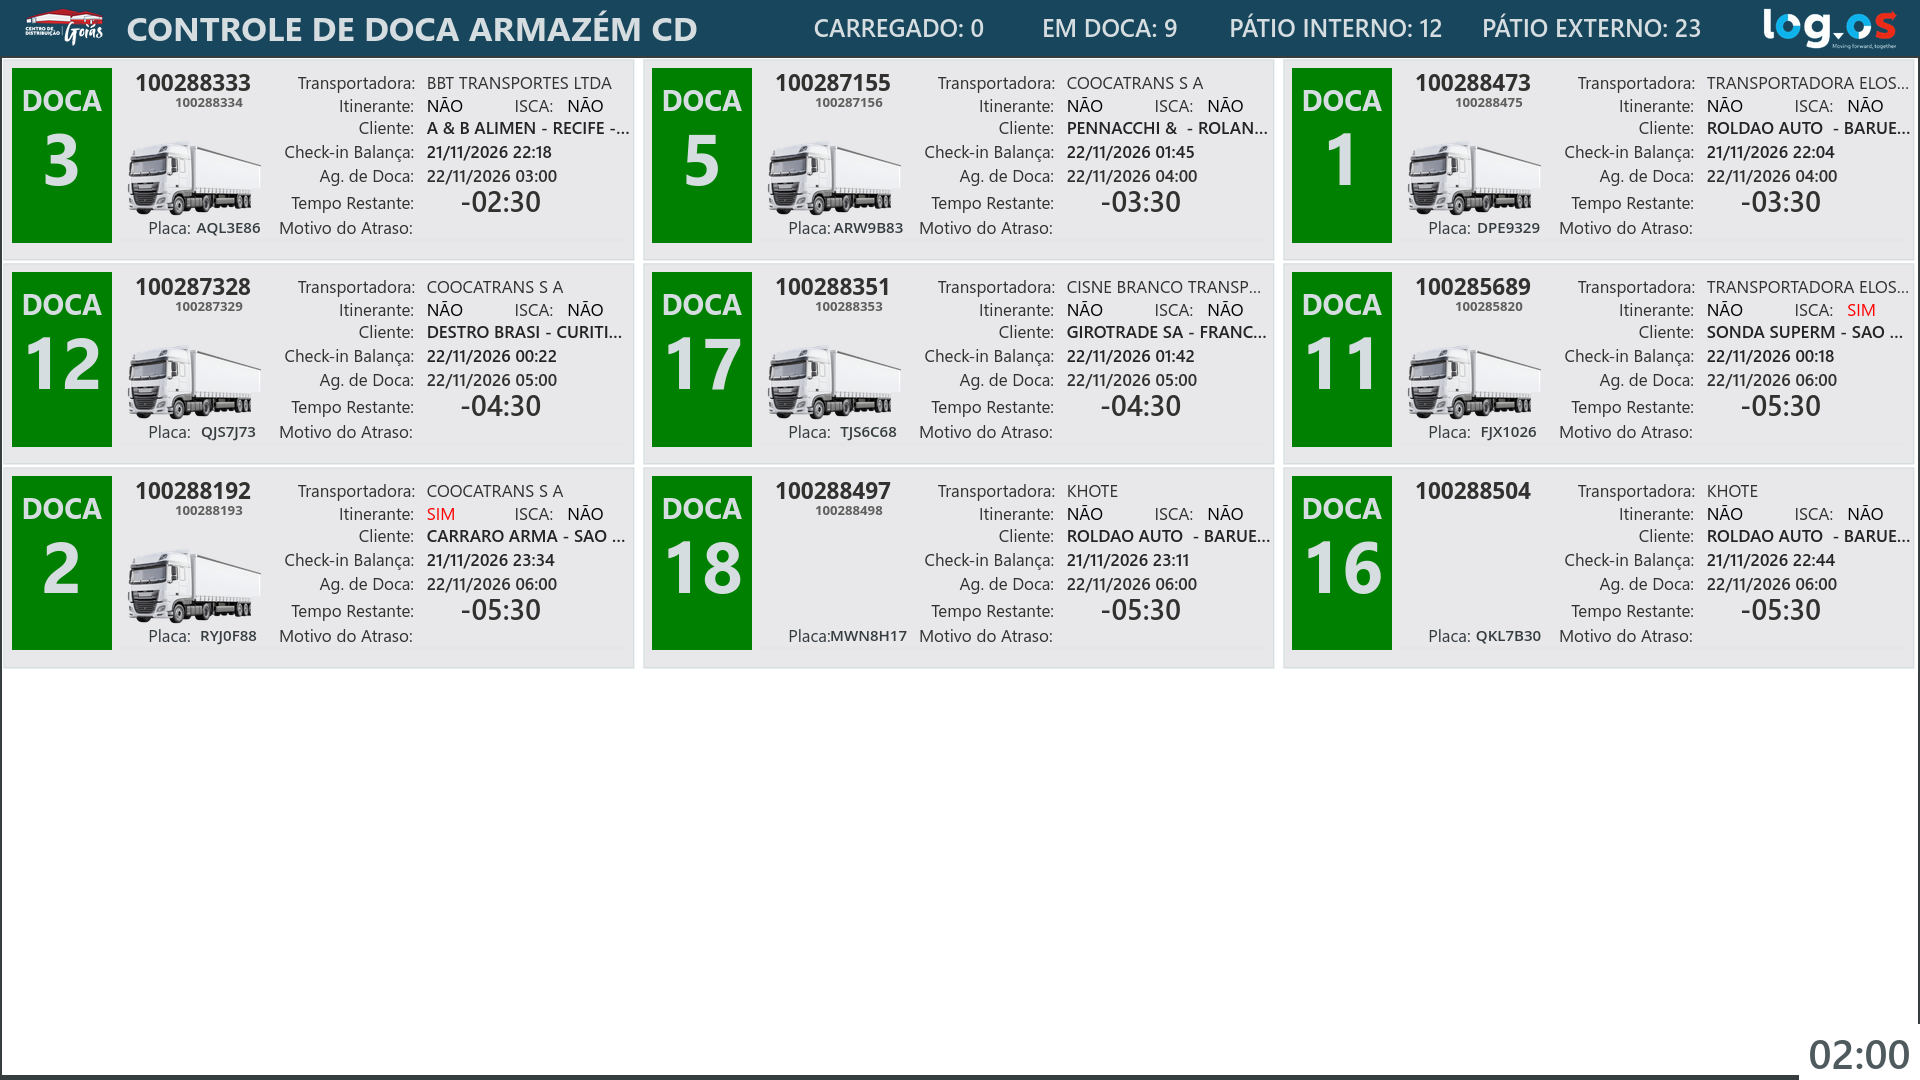 CENTRO DE DISTRIBUIÇÃO Goiás
CONTROLE DE DOCA ARMAZÉM CD
CARREGADO: 0
EM DOCA: 9
PÁTIO INTERNO: 12
PÁTIO EXTERNO: 23
log.os
Moving forward, together
DOCA
3
100288333
100288334
Placa: AQL3E86
Transportadora: BBT TRANSPORTES LTDA
Itinerante: NÃO ISCA: NÃO
Cliente: A & B ALIMEN - RECIFE -...
Check-in Balança: 21/11/2026 22:18
Ag. de Doca: 22/11/2026 03:00
Tempo Restante: -02:30
Motivo do Atraso:
DOCA
5
100287155
100287156
Placa: ARW9B83
Transportadora: COOCATRANS S A
Itinerante: NÃO ISCA: NÃO
Cliente: PENNACCHI & - ROLAN...
Check-in Balança: 22/11/2026 01:45
Ag. de Doca: 22/11/2026 04:00
Tempo Restante: -03:30
Motivo do Atraso:
DOCA
1
100288473
100288475
Placa: DPE9329
Transportadora: TRANSPORTADORA ELOS...
Itinerante: NÃO ISCA: NÃO
Cliente: ROLDAO AUTO - BARUE...
Check-in Balança: 21/11/2026 22:04
Ag. de Doca: 22/11/2026 04:00
Tempo Restante: -03:30
Motivo do Atraso:
DOCA
12
100287328
100287329
Placa: QJS7J73
Transportadora: COOCATRANS S A
Itinerante: NÃO ISCA: NÃO
Cliente: DESTRO BRASI - CURITI...
Check-in Balança: 22/11/2026 00:22
Ag. de Doca: 22/11/2026 05:00
Tempo Restante: -04:30
Motivo do Atraso:
DOCA
17
100288351
100288353
Placa: TJS6C68
Transportadora: CISNE BRANCO TRANSP...
Itinerante: NÃO ISCA: NÃO
Cliente: GIROTRADE SA - FRANC...
Check-in Balança: 22/11/2026 01:42
Ag. de Doca: 22/11/2026 05:00
Tempo Restante: -04:30
Motivo do Atraso:
DOCA
11
100285689
100285820
Placa: FJX1026
Transportadora: TRANSPORTADORA ELOS...
Itinerante: NÃO ISCA: SIM
Cliente: SONDA SUPERM - SAO ...
Check-in Balança: 22/11/2026 00:18
Ag. de Doca: 22/11/2026 06:00
Tempo Restante: -05:30
Motivo do Atraso:
DOCA
2
100288192
100288193
Placa: RYJ0F88
Transportadora: COOCATRANS S A
Itinerante: SIM ISCA: NÃO
Cliente: CARRARO ARMA - SAO ...
Check-in Balança: 21/11/2026 23:34
Ag. de Doca: 22/11/2026 06:00
Tempo Restante: -05:30
Motivo do Atraso:
DOCA
18
100288497
100288498
Placa: MWN8H17
Transportadora: KHOTE
Itinerante: NÃO ISCA: NÃO
Cliente: ROLDAO AUTO - BARUE...
Check-in Balança: 21/11/2026 23:11
Ag. de Doca: 22/11/2026 06:00
Tempo Restante: -05:30
Motivo do Atraso:
DOCA
16
100288504
Placa: QKL7B30
Transportadora: KHOTE
Itinerante: NÃO ISCA: NÃO
Cliente: ROLDAO AUTO - BARUE...
Check-in Balança: 21/11/2026 22:44
Ag. de Doca: 22/11/2026 06:00
Tempo Restante: -05:30
Motivo do Atraso:
02:00